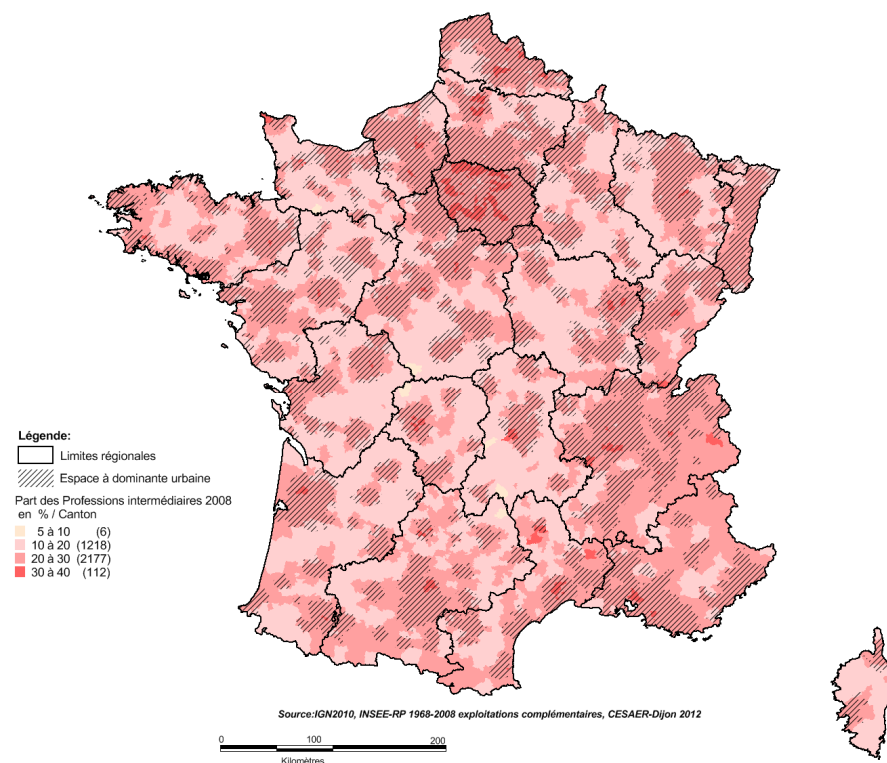 Légende:
Limites régionales
Espace à dominante urbaine
Part des Professions intermédiaires 2008
en % / Canton
5 à 10 (6)
10 à 20 (1218)
20 à 30 (2177)
30 à 40 (112)
Source:IGN2010, INSEE-RP 1968-2008 exploitations complémentaires, CESAER-Dijon 2012
0 100 200
Kilomètres